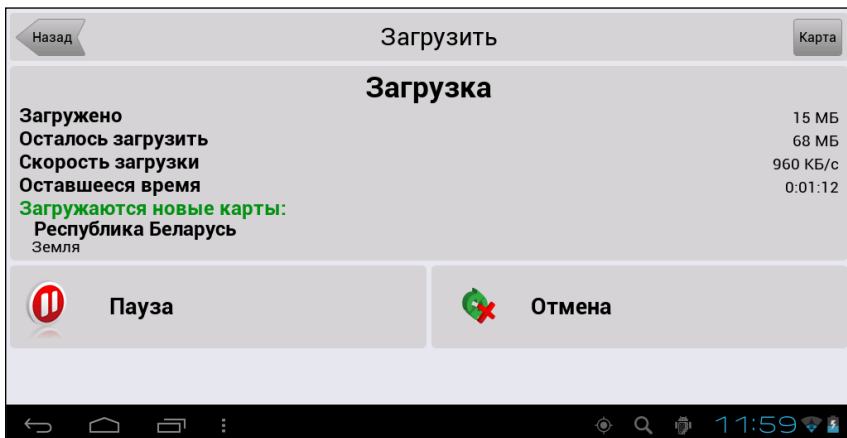 Назад Загрузить Карта
Загрузка
Загружено 15 МБ
Осталось загрузить 68 МБ
Скорость загрузки 960 КБ/с
Оставшееся время 0:01:12
Загружаются новые карты:
Республика Беларусь
Земля
Пауза Отмена
11:59